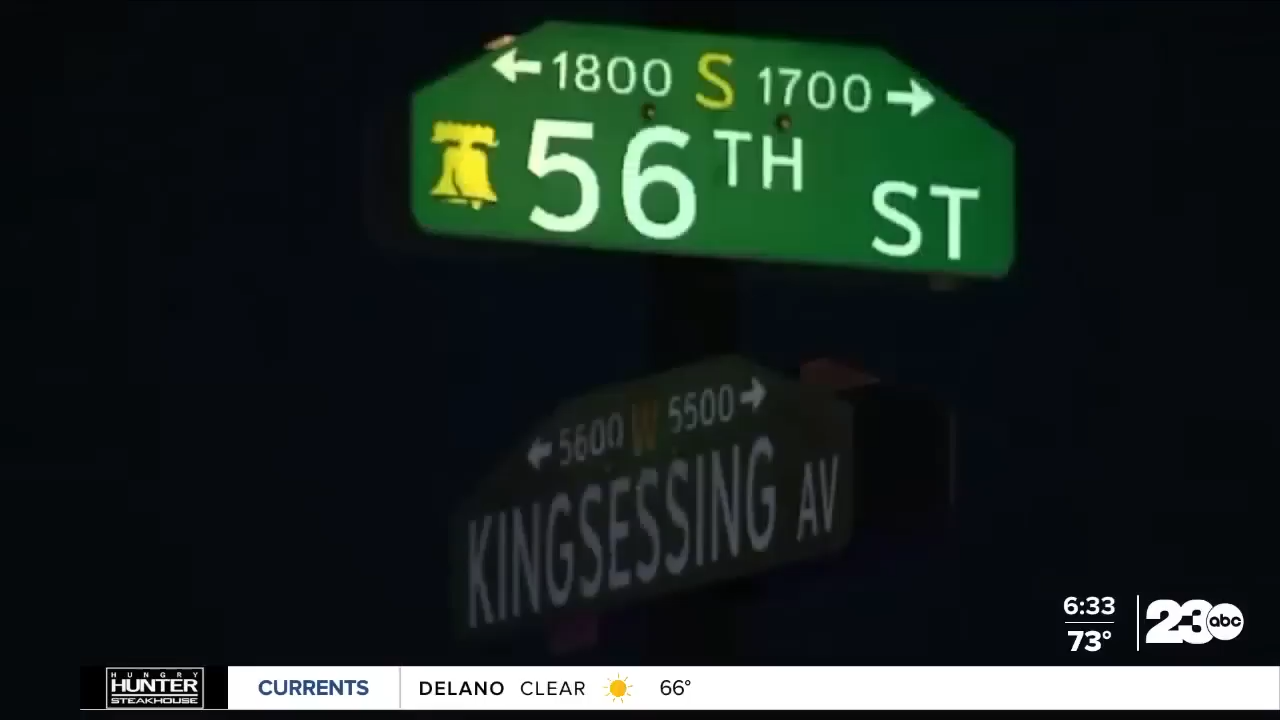 ← 1800 S 1700 →
56TH ST
← 5600 W 5500 →
KINGSESSING AV
6:33
73°
23 abc
HUNGRY
HUNTER
STEAKHOUSE
CURRENTS
DELANO CLEAR 66°